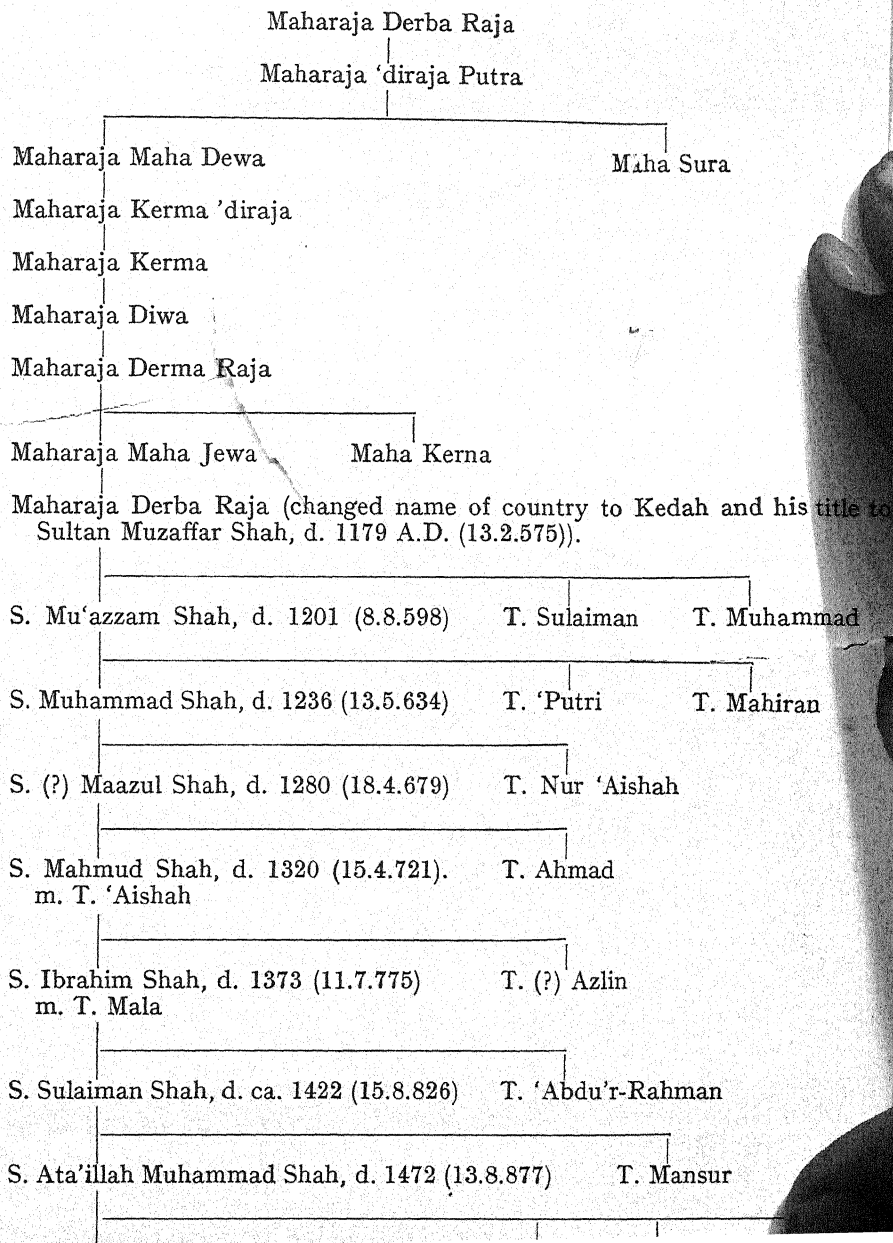 Maharaja Derba Raja
Maharaja ‘diraja Putra
Maharaja Maha Dewa Maha Sura
Maharaja Kerma 'diraja
Maharaja Kerma
Maharaja Diwa
Maharaja Derma Raja
Maharaja Maha Jewa Maha Kerna
Maharaja Derba Raja (changed name of country to Kedah and his title to
Sultan Muzaffar Shah, d. 1179 A.D. (13.2.575)).
S. Mu‘azzam Shah, d. 1201 (8.8.598) T. Sulaiman T. Muhammad
S. Muhammad Shah, d. 1236 (13.5.634) T. ‘Putri T. Mahiran
S. (?) Maazul Shah, d. 1280 (18.4.679) T. Nur ‘Aishah
S. Mahmud Shah, d. 1320 (15.4.721). T. Ahmad
m. T. ‘Aishah
S. Ibrahim Shah, d. 1373 (11.7.775) T. (?) Azlin
m. T. Mala
S. Sulaiman Shah, d. ca. 1422 (15.8.826) T. ‘Abdu’r-Rahman
S. Ata’illah Muhammad Shah, d. 1472 (13.8.877) T. Mansur